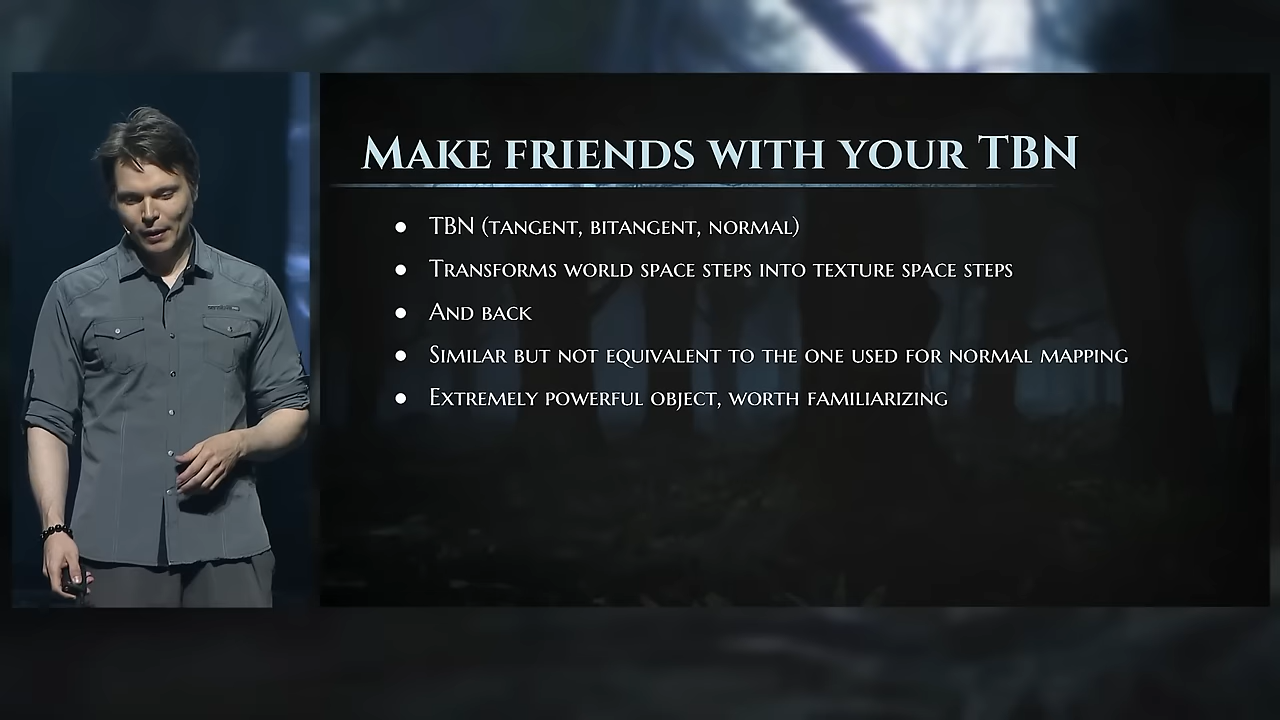 Make friends with your TBN
● TBN (tangent, bitangent, normal)
● Transforms world space steps into texture space steps
● And back
● Similar but not equivalent to the one used for normal mapping
● Extremely powerful object, worth familiarizing